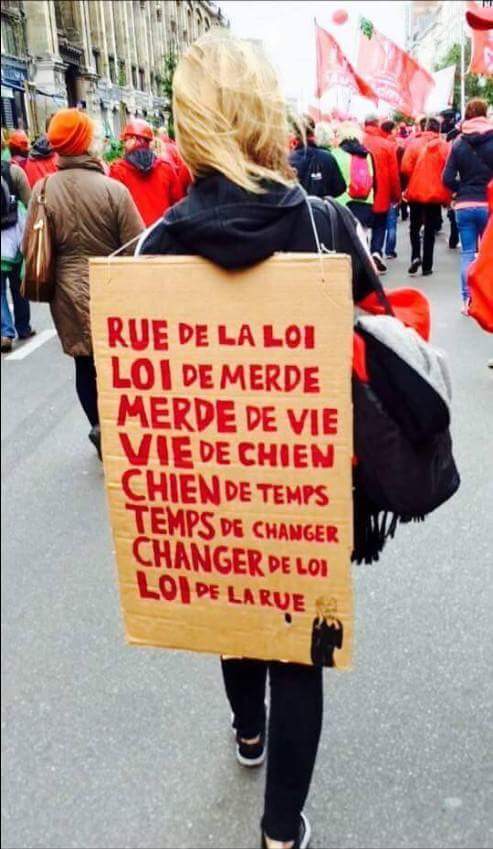 RUE DE LA LOI
LOI DE MERDE
MERDE DE VIE
VIE DE CHIEN
CHIEN DE TEMPS
TEMPS DE CHANGER
CHANGER DE LOI
LOI DE LA RUE